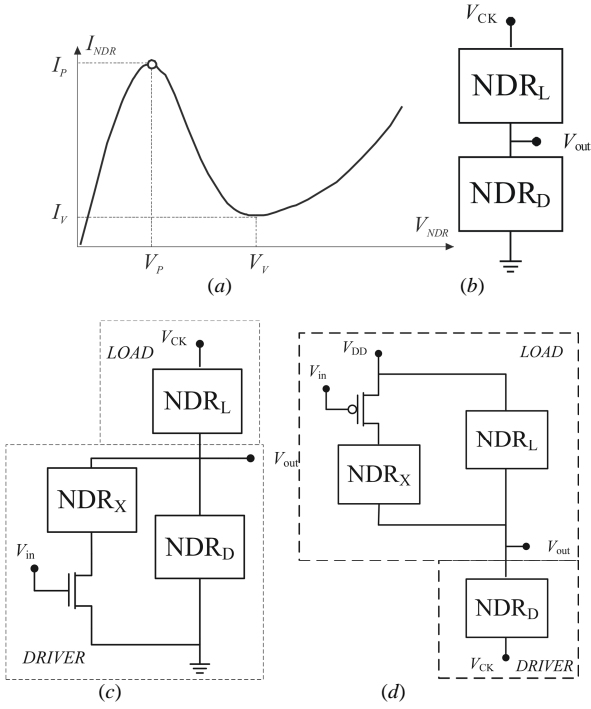 I_NDR
I_P
I_V
V_P
V_V
V_NDR
(a)
V_CK
NDR_L
V_out
NDR_D
(b)
LOAD
V_CK
NDR_L
V_out
NDR_X
NDR_D
V_in
DRIVER
(c)
LOAD
V_DD
V_in
NDR_L
NDR_X
V_out
NDR_D
V_CK
DRIVER
(d)